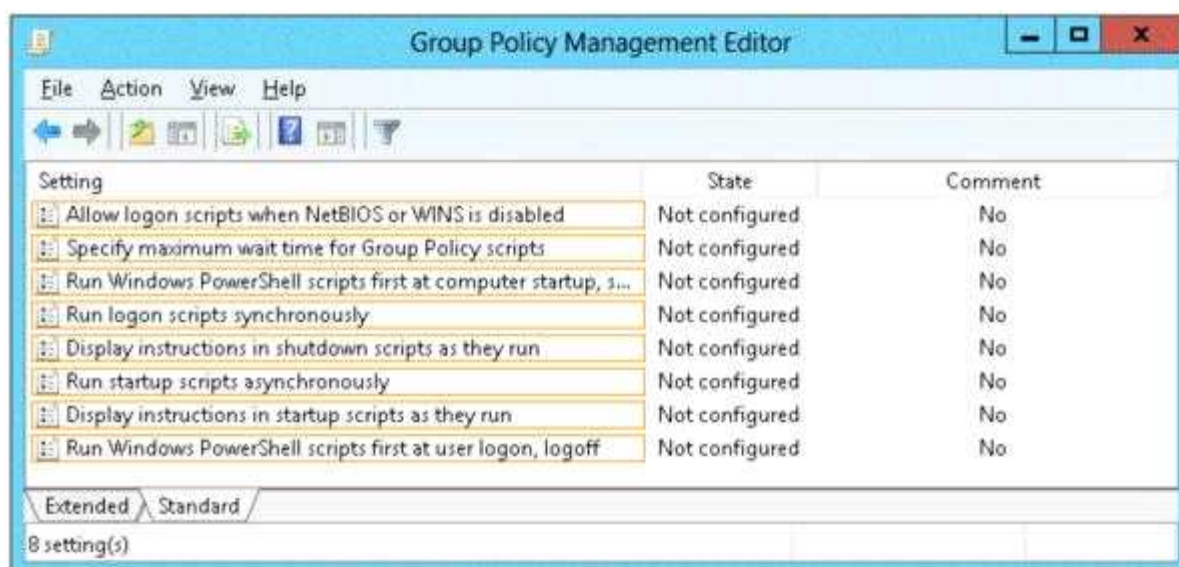 Group Policy Management Editor
File Action View Help
Setting State Comment
Allow logon scripts when NetBIOS or WINS is disabled Not configured No
Specify maximum wait time for Group Policy scripts Not configured No
Run Windows PowerShell scripts first at computer startup, s... Not configured No
Run logon scripts synchronously Not configured No
Display instructions in shutdown scripts as they run Not configured No
Run startup scripts asynchronously Not configured No
Display instructions in startup scripts as they run Not configured No
Run Windows PowerShell scripts first at user logon, logoff Not configured No
Extended Standard
8 setting(s)